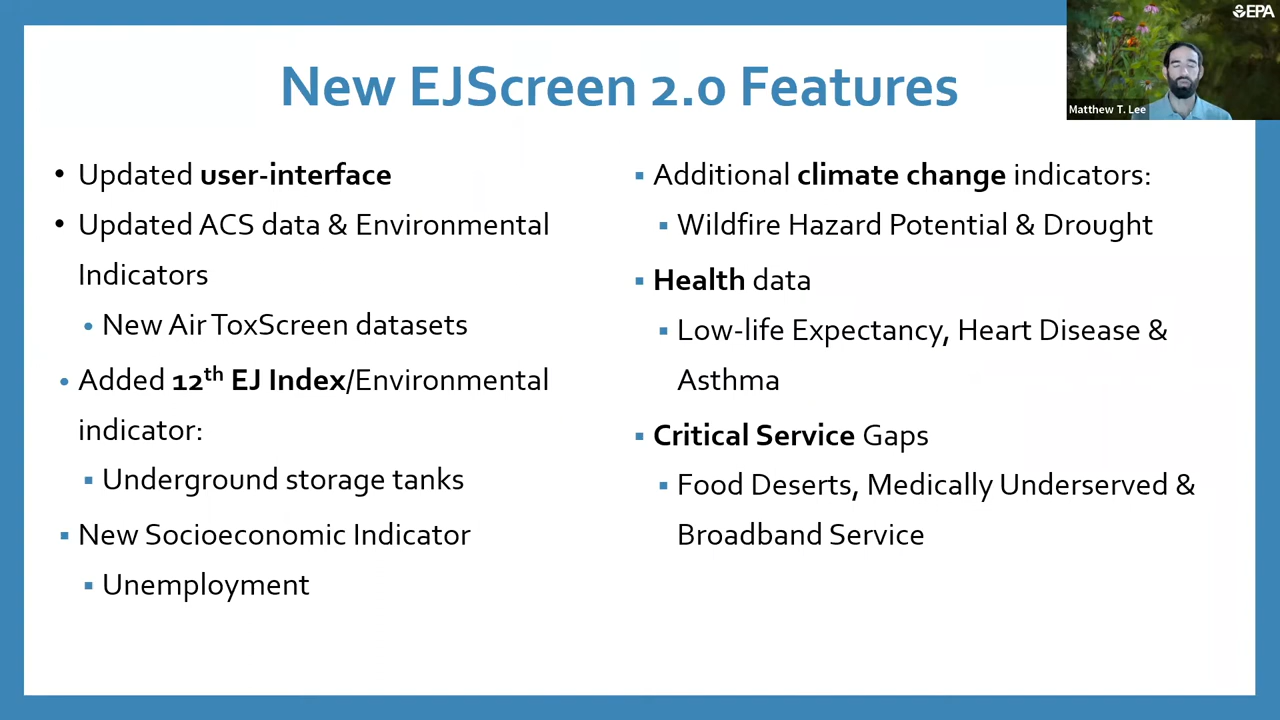 New EJScreen 2.0 Features
EPA
Matthew T. Lee
• Updated user-interface
• Updated ACS data & Environmental
Indicators
• New Air ToxScreen datasets
• Added 12th EJ Index/Environmental
indicator:
▪ Underground storage tanks
▪ New Socioeconomic Indicator
▪ Unemployment
▪ Additional climate change indicators:
▪ Wildfire Hazard Potential & Drought
▪ Health data
▪ Low-life Expectancy, Heart Disease &
Asthma
▪ Critical Service Gaps
▪ Food Deserts, Medically Underserved &
Broadband Service